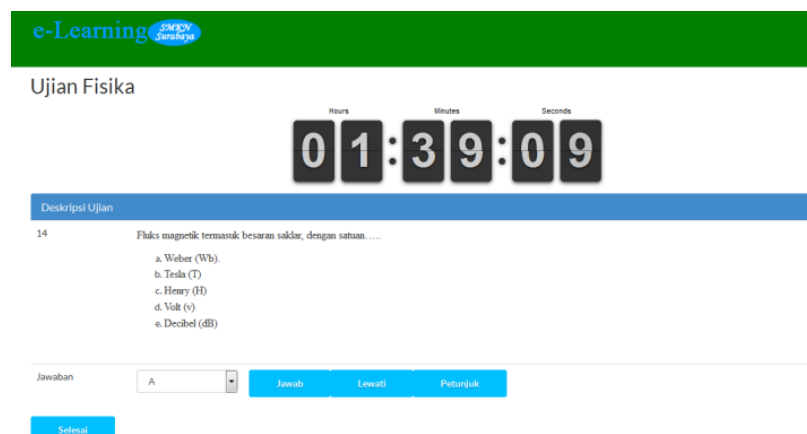 e-Learning SMKN Surabaya
Ujian Fisika
Hours Minutes Seconds
01:39:09
Deskripsi Ujian
14 Fluks magnetik termasuk besaran saklar, dengan satuan…..
a. Weber (Wb).
b. Tesla (T)
c. Henry (H)
d. Volt (v)
e. Decibel (dB)
Jawaban A Jawab Lewati Petunjuk
Selesai